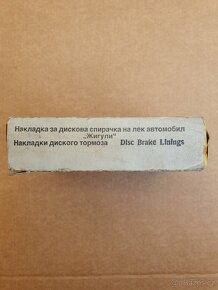 Накладка за дискова спирачка на лек автомобил
„Жигули"
Накладки диского тормоза Disc Brake Linings